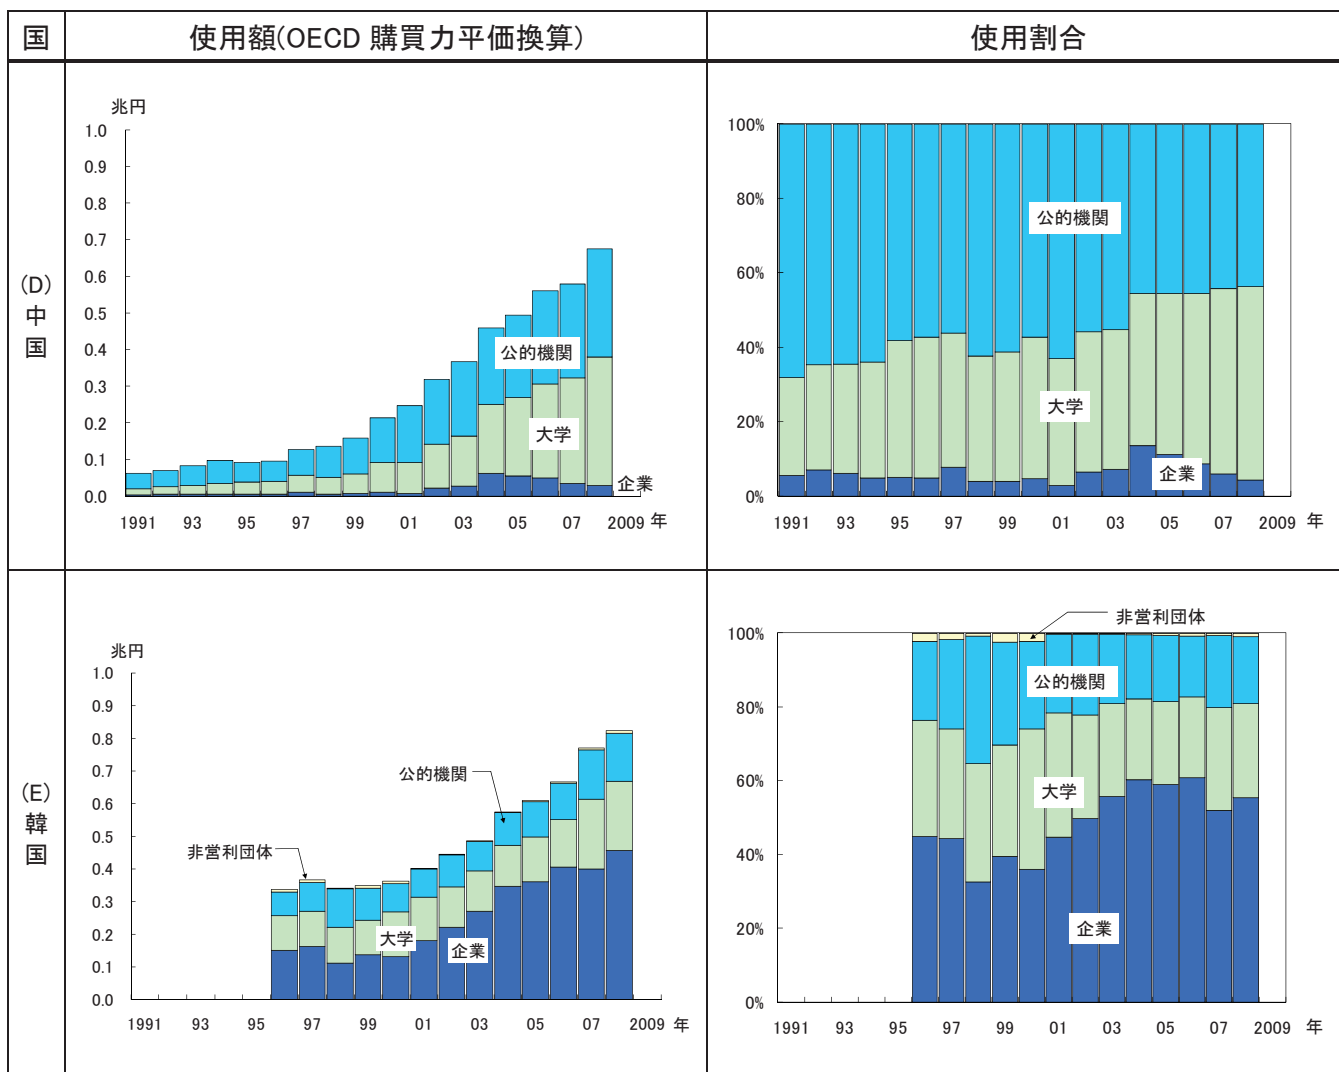 国 使用額(OECD 購買力平価換算) 使用割合
(D)
中
国
兆円
1.0
0.9
0.8
0.7
0.6
0.5
0.4
0.3
0.2
0.1
0.0
公的機関
大学
企業
1991 93 95 97 99 01 03 05 07 2009 年
100%
80%
60%
40%
20%
0%
公的機関
大学
企業
1991 93 95 97 99 01 03 05 07 2009 年
(E)
韓
国
兆円
1.0
0.9
0.8
0.7
0.6
0.5
0.4
0.3
0.2
0.1
0.0
公的機関
非営利団体
大学
企業
1991 93 95 97 99 01 03 05 07 2009 年
非営利団体
100%
80%
60%
40%
20%
0%
公的機関
大学
企業
1991 93 95 97 99 01 03 05 07 2009 年